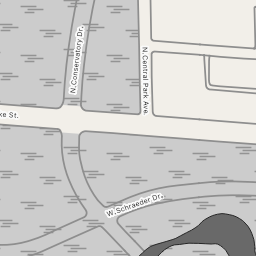 N. Conservatory Dr.
N. Central Park Ave.
ke St.
W. Schraeder Dr.